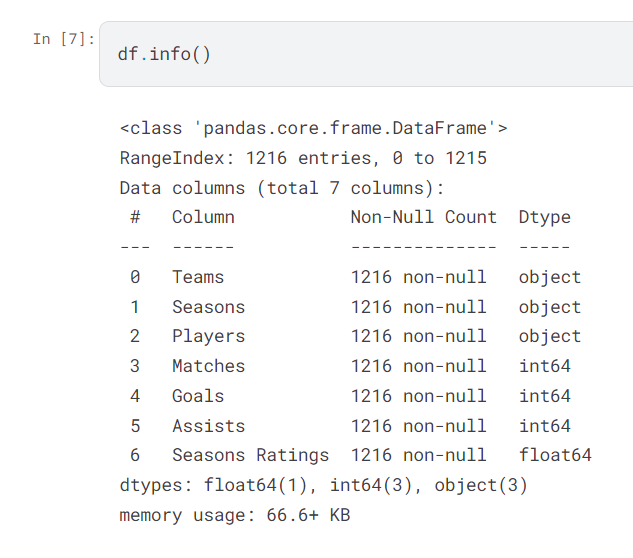 In [7]:
df.info()
<class 'pandas.core.frame.DataFrame'>
RangeIndex: 1216 entries, 0 to 1215
Data columns (total 7 columns):
 #   Column           Non-Null Count  Dtype
---  ------           --------------  -----
 0   Teams            1216 non-null   object
 1   Seasons          1216 non-null   object
 2   Players          1216 non-null   object
 3   Matches          1216 non-null   int64
 4   Goals            1216 non-null   int64
 5   Assists          1216 non-null   int64
 6   Seasons Ratings  1216 non-null   float64
dtypes: float64(1), int64(3), object(3)
memory usage: 66.6+ KB